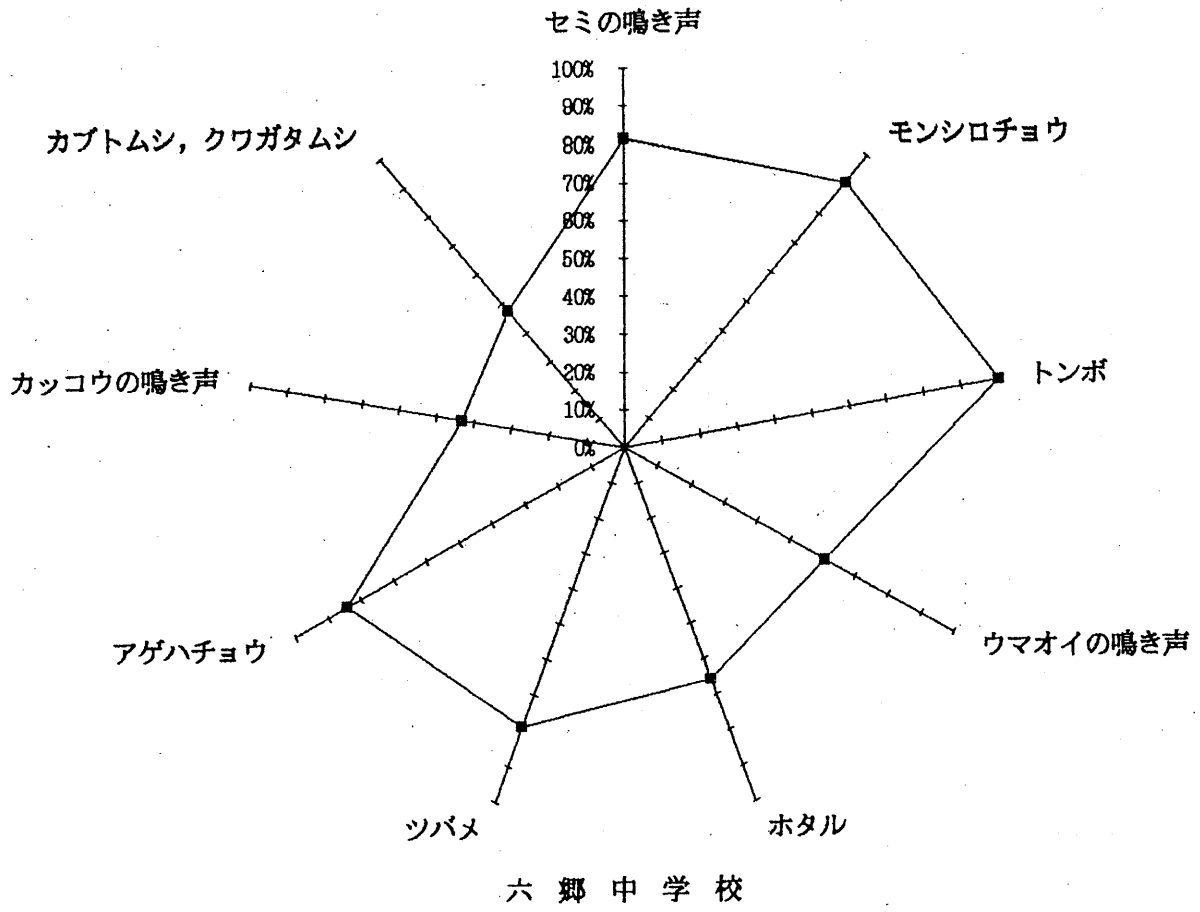 セミの鳴き声
100%
90%
80%
70%
60%
50%
40%
30%
20%
10%
0%
モンシロチョウ
カブトムシ，クワガタムシ
トンボ
カッコウの鳴き声
ウマオイの鳴き声
アゲハチョウ
ツバメ
ホタル
六郷中学校